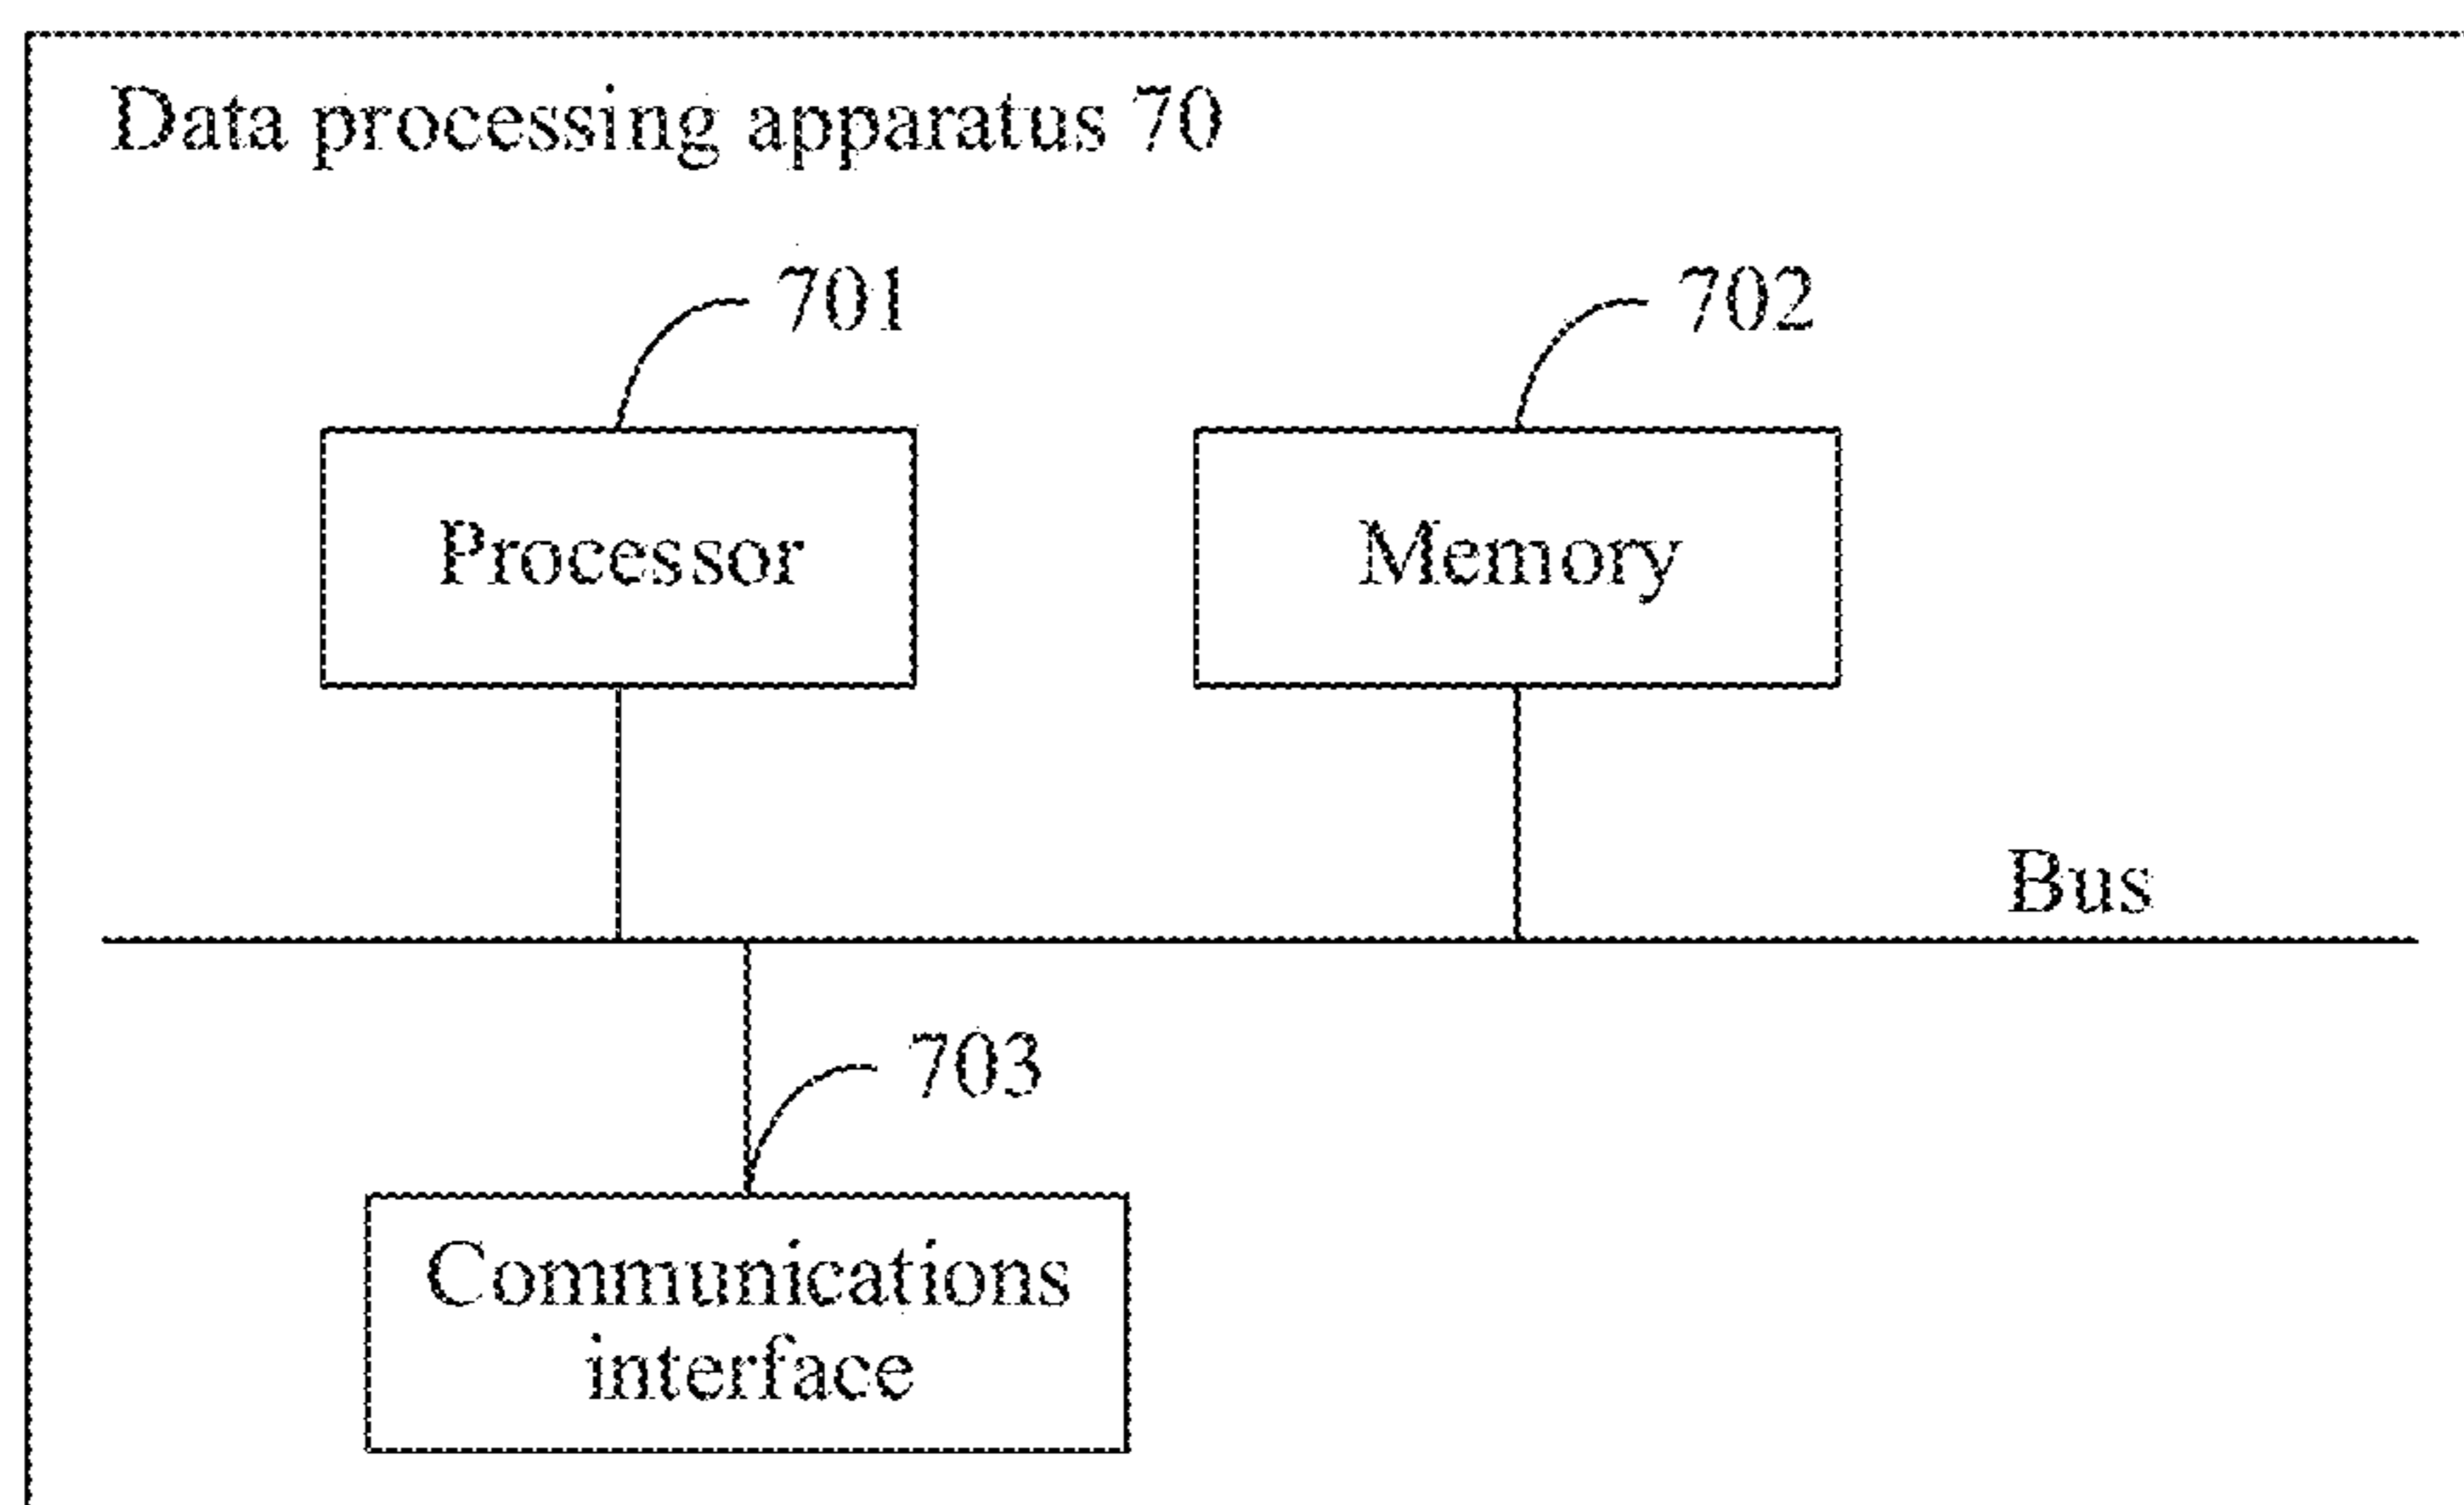 Data processing apparatus 70
701
702
Processor
Memory
Bus
703
Communications
interface